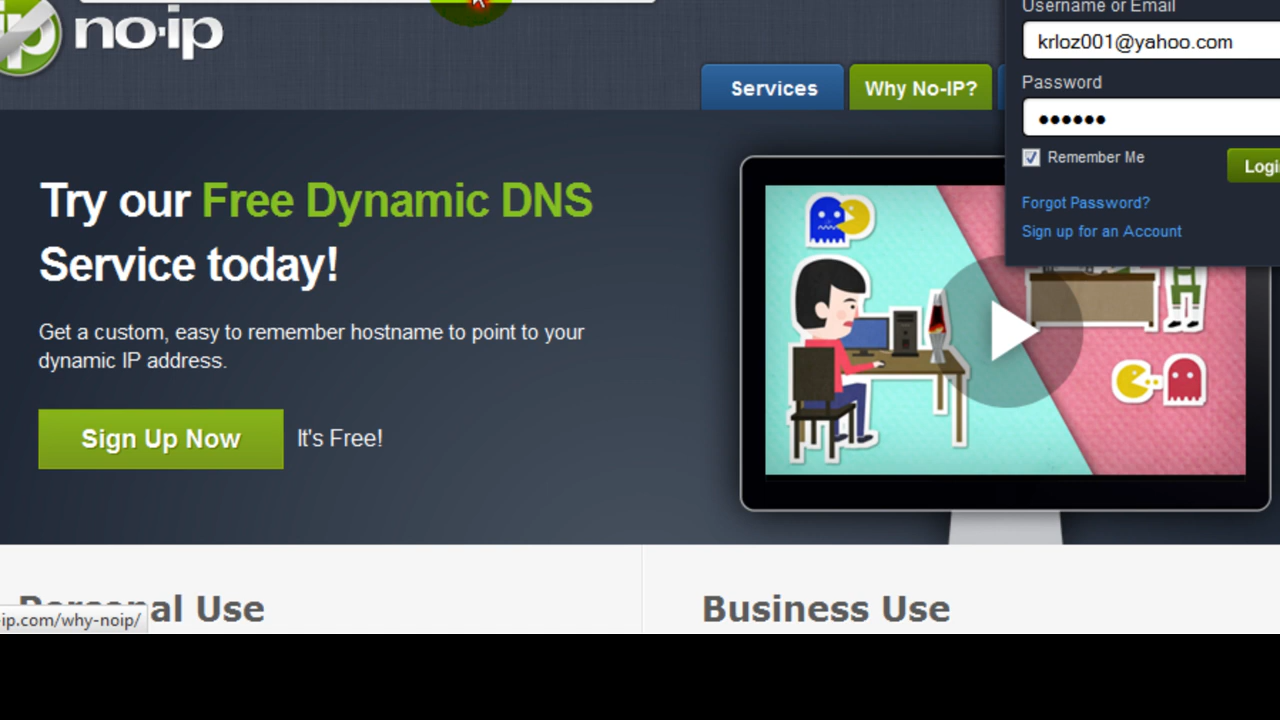 no·ip
Username or Email
krloz001@yahoo.com
Password
Services
Why No-IP?
Remember Me
Forgot Password?
Sign up for an Account
Try our Free Dynamic DNS
Service today!
Get a custom, easy to remember hostname to point to your
dynamic IP address.
Sign Up Now
It's Free!
Personal Use
Business Use
ip.com/why-noip/